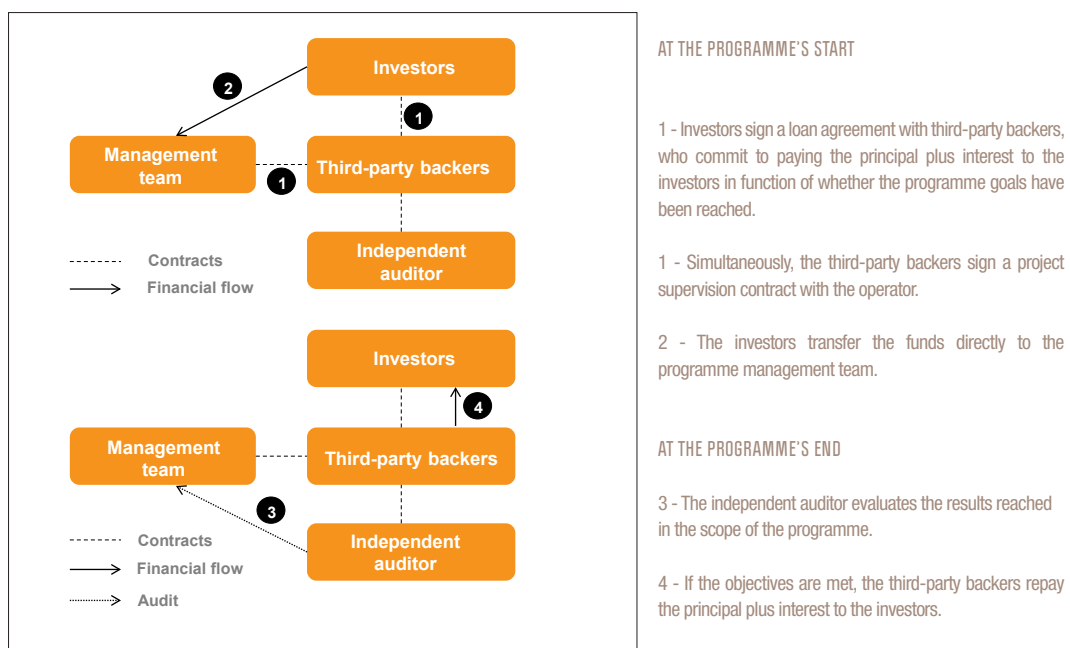 Investors
2
1
Management
team
Third-party backers
1
Independent
auditor
Contracts
Financial flow
Investors
4
Management
team
Third-party backers
3
Independent
auditor
Contracts
Financial flow
Audit
AT THE PROGRAMME'S START
1 - Investors sign a loan agreement with third-party backers,
who commit to paying the principal plus interest to the
investors in function of whether the programme goals have
been reached.
1 - Simultaneously, the third-party backers sign a project
supervision contract with the operator.
2 - The investors transfer the funds directly to the
programme management team.
AT THE PROGRAMME'S END
3 - The independent auditor evaluates the results reached
in the scope of the programme.
4 - If the objectives are met, the third-party backers repay
the principal plus interest to the investors.